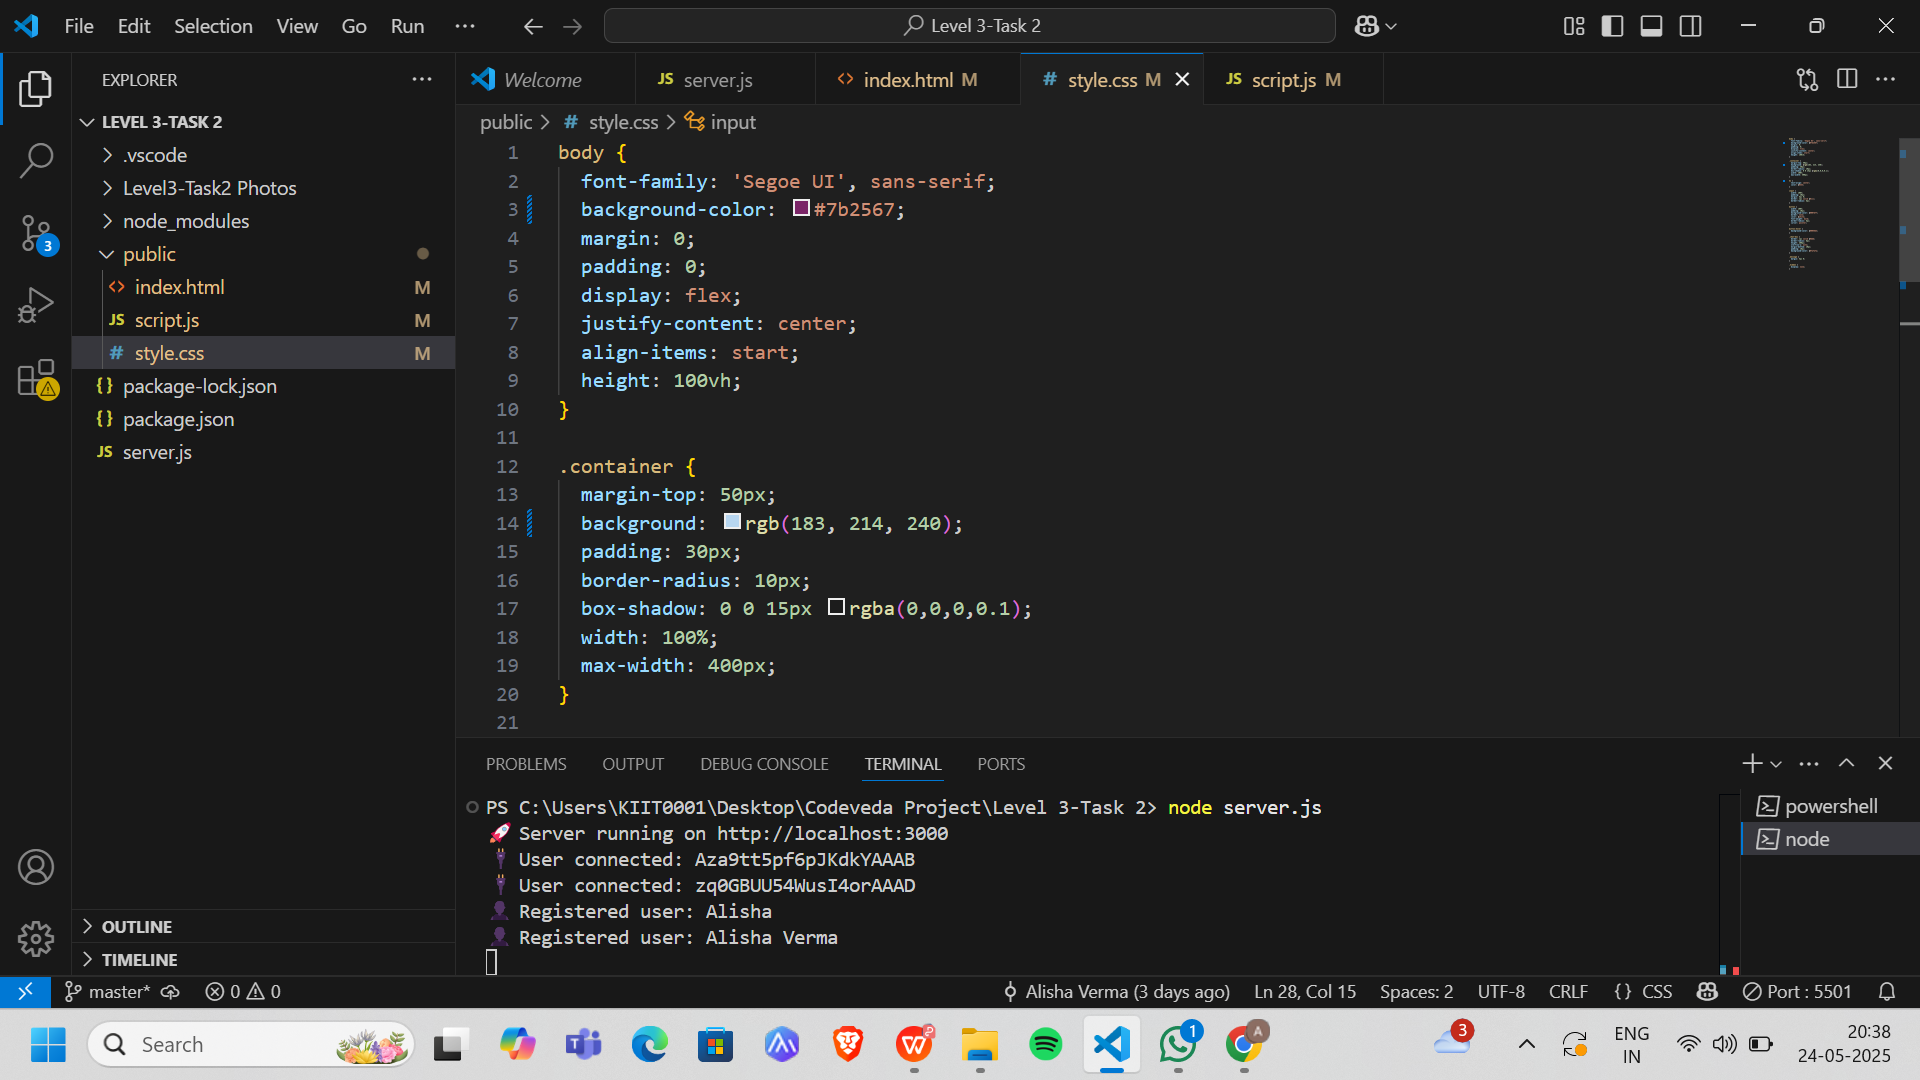 File Edit Selection View Go Run ··· Level 3-Task 2
EXPLORER ···
LEVEL 3-TASK 2
.vscode
Level3-Task2 Photos
node_modules
public
<> index.html M
JS script.js M
# style.css M
{} package-lock.json
{} package.json
JS server.js
OUTLINE
TIMELINE
3
Welcome JS server.js <> index.html M # style.css M JS script.js M
public > # style.css > input
1 body {
2 font-family: 'Segoe UI', sans-serif;
3 background-color: #7b2567;
4 margin: 0;
5 padding: 0;
6 display: flex;
7 justify-content: center;
8 align-items: start;
9 height: 100vh;
10 }
11
12 .container {
13 margin-top: 50px;
14 background: rgb(183, 214, 240);
15 padding: 30px;
16 border-radius: 10px;
17 box-shadow: 0 0 15px rgba(0,0,0,0.1);
18 width: 100%;
19 max-width: 400px;
20 }
21
PROBLEMS OUTPUT DEBUG CONSOLE TERMINAL PORTS
PS C:\Users\KIIT0001\Desktop\Codeveda Project\Level 3-Task 2> node server.js
🚀 Server running on http://localhost:3000
🔌 User connected: Aza9tt5pf6pJKdkYAAAB
🔌 User connected: zq0GBUU54WusI4orAAAD
👤 Registered user: Alisha
👤 Registered user: Alisha Verma
powershell
node
master* 0 0 Alisha Verma (3 days ago) Ln 28, Col 15 Spaces: 2 UTF-8 CRLF {} CSS Port : 5501
Search 1 A 3 ENG IN 20:38
24-05-2025